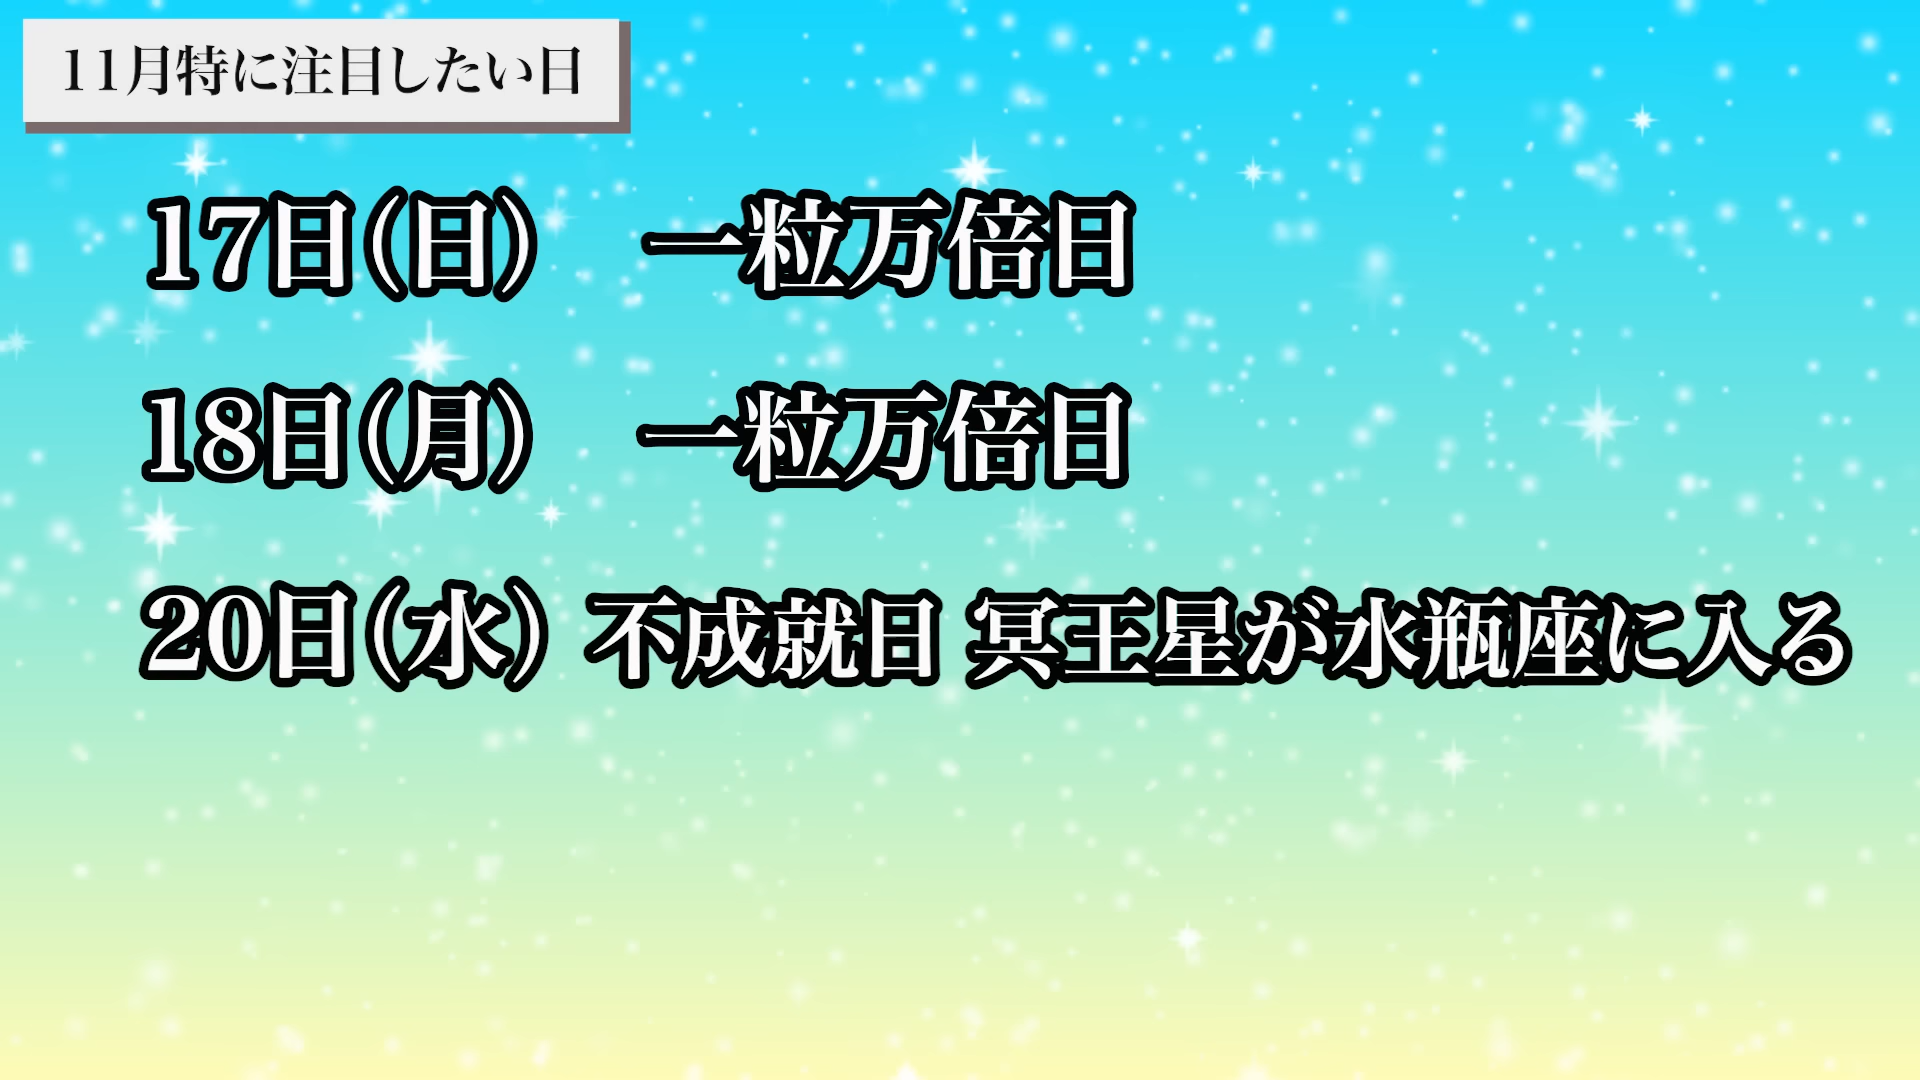 11月特に注目したい日
17日（日）　一粒万倍日
18日（月）　一粒万倍日
20日（水） 不成就日 冥王星が水瓶座に入る